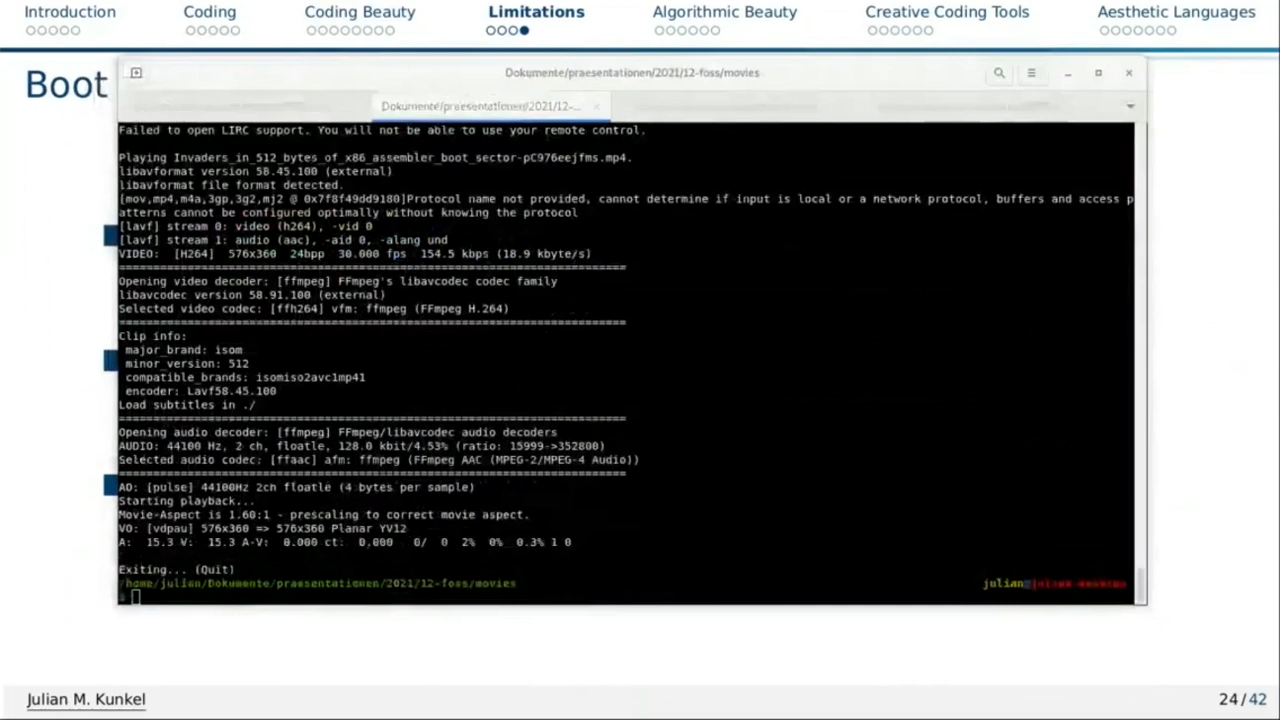 Introduction
Coding
Coding Beauty
Limitations
Algorithmic Beauty
Creative Coding Tools
Aesthetic Languages
Boot
Dokumente/praesentationen/2021/12-foss/movies
Dokumente/praesentationen/2021/12-...
Failed to open LIRC support. You will not be able to use your remote control.
Playing Invaders_in_512_bytes_of_x86_assembler_boot_sector-pC976eejfms.mp4.
libavformat version 58.45.100 (external)
libavformat file format detected.
[mov,mp4,m4a,3gp,3g2,mj2 @ 0x7f8f49dd9180]Protocol name not provided, cannot determine if input is local or a network protocol, buffers and access p
atterns cannot be configured optimally without knowing the protocol
[lavf] stream 0: video (h264), -vid 0
[lavf] stream 1: audio (aac), -aid 0, -alang und
VIDEO:  [H264]  576x360  24bpp  30.000 fps  154.5 kbps (18.9 kbyte/s)
==========================================================================
Opening video decoder: [ffmpeg] FFmpeg's libavcodec codec family
libavcodec version 58.91.100 (external)
Selected video codec: [ffh264] vfm: ffmpeg (FFmpeg H.264)
==========================================================================
Clip info:
major_brand: isom
minor_version: 512
compatible_brands: isomiso2avc1mp41
encoder: Lavf58.45.100
Load subtitles in ./
==========================================================================
Opening audio decoder: [ffmpeg] FFmpeg/libavcodec audio decoders
AUDIO: 44100 Hz, 2 ch, floatle, 128.0 kbit/4.53% (ratio: 15999->352800)
Selected audio codec: [ffaac] afm: ffmpeg (FFmpeg AAC (MPEG-2/MPEG-4 Audio))
==========================================================================
AO: [pulse] 44100Hz 2ch floatle (4 bytes per sample)
Starting playback...
Movie-Aspect is 1.60:1 - prescaling to correct movie aspect.
VO: [vdpau] 576x360 => 576x360 Planar YV12
A:  15.3 V:  15.3 A-V:  0.000 ct:  0.000   0/  0  2%  0%  0.3% 1 0
Exiting... (Quit)
/home/julian/Dokumente/praesentationen/2021/12-foss/movies
julian
Julian M. Kunkel
24 / 42